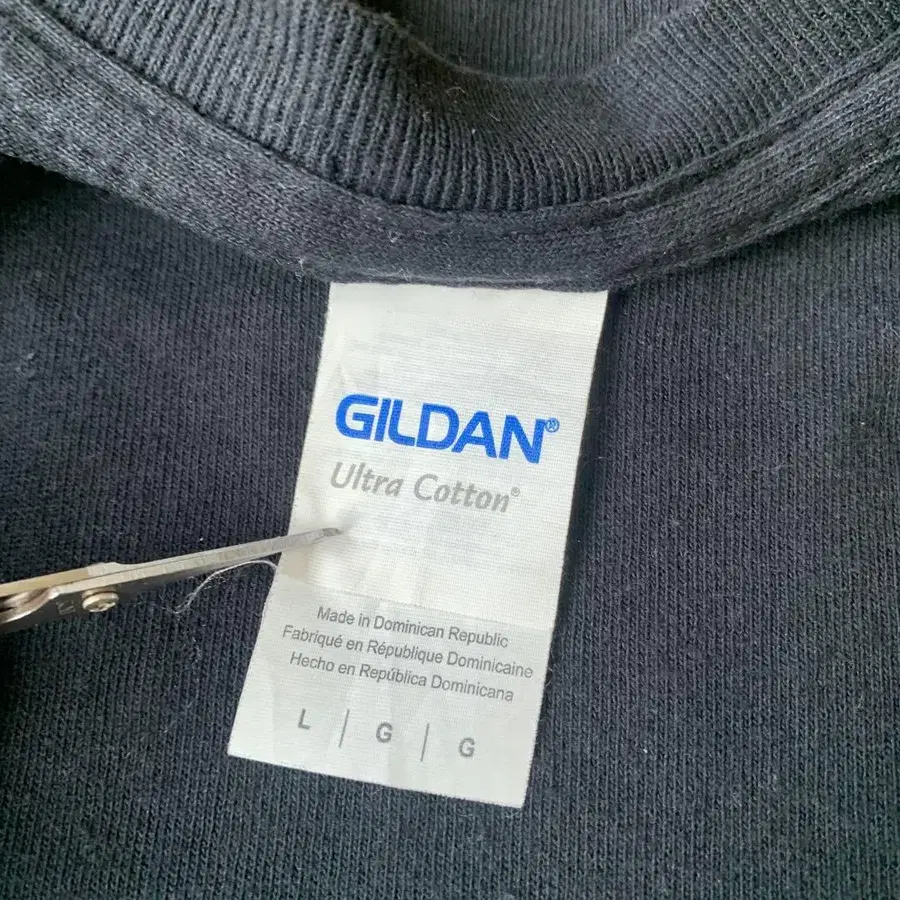 GILDAN®
Ultra Cotton®
Made in Dominican Republic
Fabriqué en République Dominicaine
Hecho en República Dominicana
L | G | G